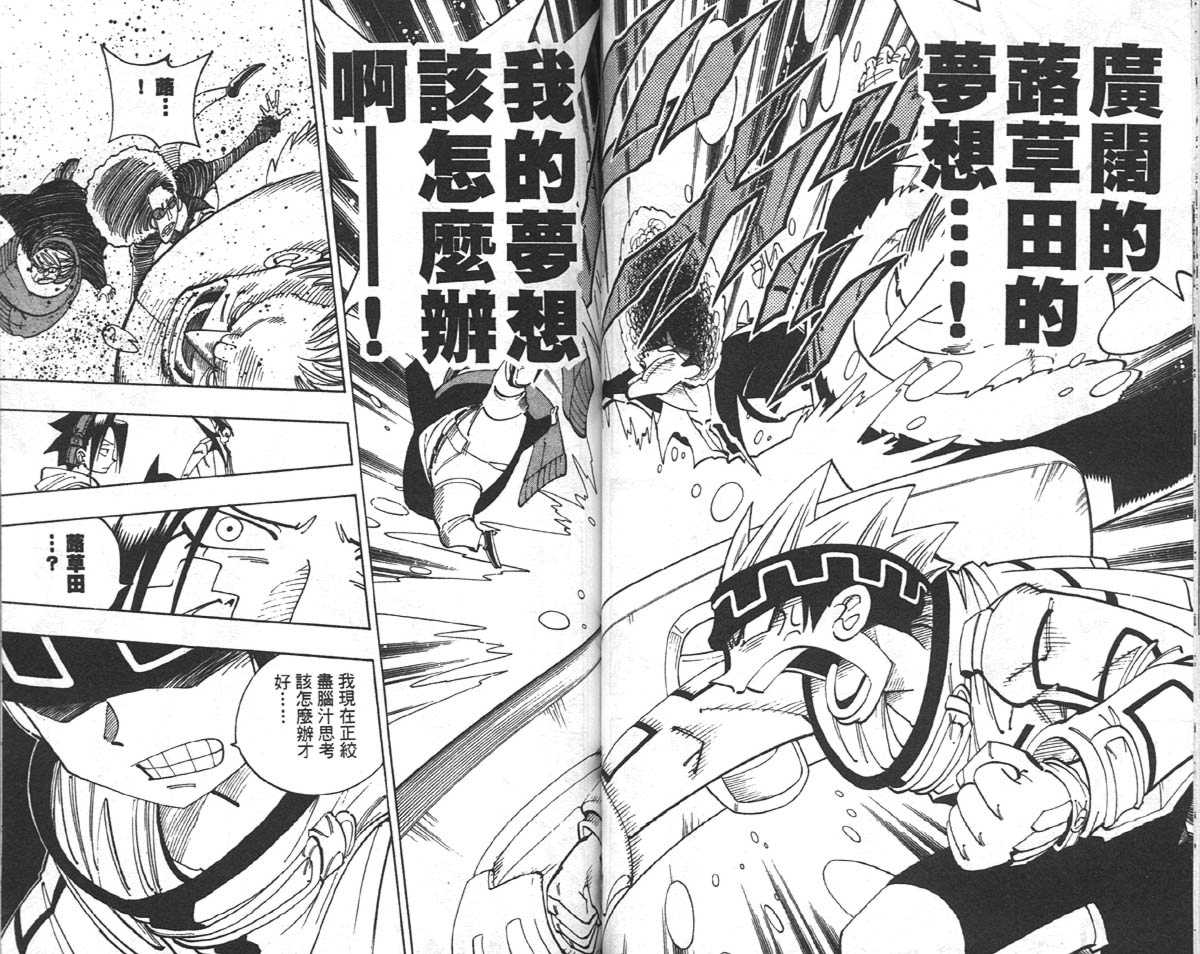 廣闊的
蕗草田的
夢想…!
我的夢想
該怎麼辦
啊——!
蕗…
!
蕗草田
…?
我現在正絞
盡腦汁思考
該怎麼辦才
好……